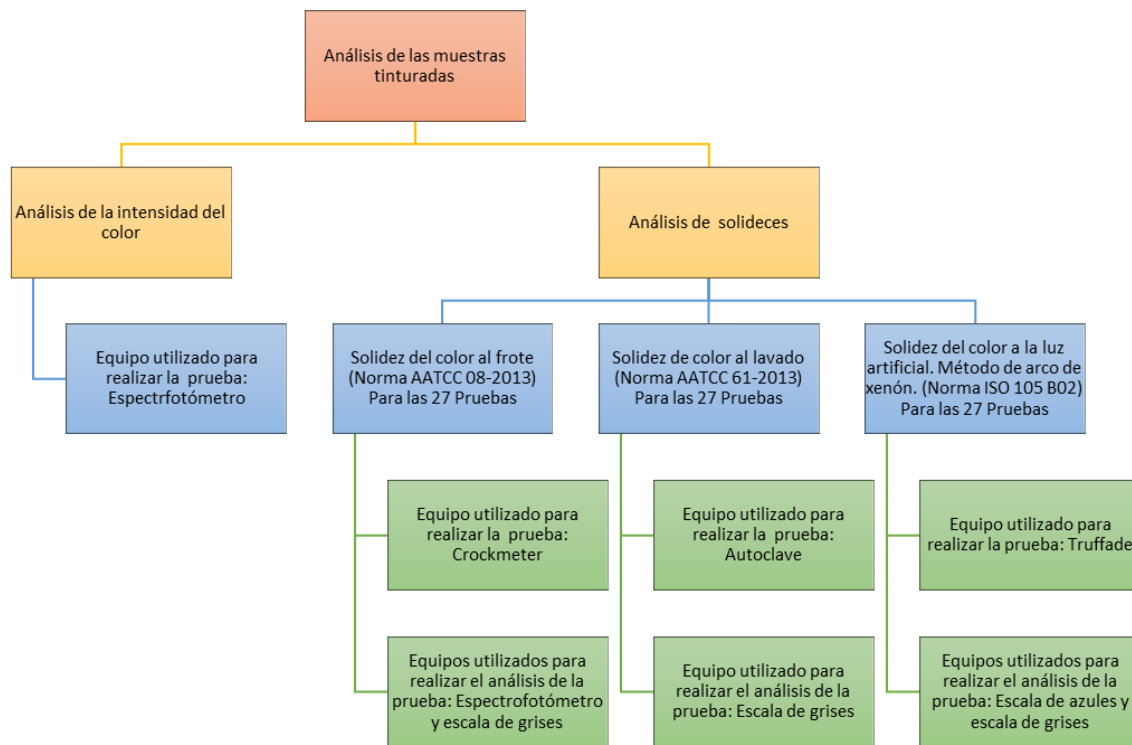 Análisis de las muestras
tinturadas
Análisis de la intensidad del
color
Análisis de solideces
Equipo utilizado para
realizar la prueba:
Espectrfotómetro
Solidez del color al frote
(Norma AATCC 08-2013)
Para las 27 Pruebas
Solidez de color al lavado
(Norma AATCC 61-2013)
Para las 27 Pruebas
Solidez del color a la luz
artificial. Método de arco de
xenón. (Norma ISO 105 B02)
Para las 27 Pruebas
Equipo utilizado para
realizar la prueba:
Crockmeter
Equipo utilizado para
realizar la prueba:
Autoclave
Equipo utilizado para
realizar la prueba: Truffade
Equipos utilizados para
realizar el análisis de la
prueba: Espectrofotómetro
y escala de grises
Equipo utilizado para
realizar el análisis de la
prueba: Escala de grises
Equipos utilizados para
realizar el análisis de la
prueba: Escala de azules y
escala de grises